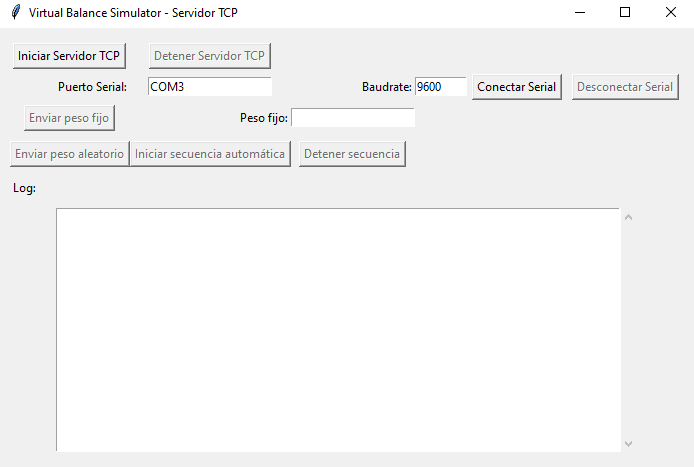 Virtual Balance Simulator - Servidor TCP
Iniciar Servidor TCP Detener Servidor TCP
Puerto Serial: COM3 Baudrate: 9600 Conectar Serial Desconectar Serial
Enviar peso fijo Peso fijo:
Enviar peso aleatorio Iniciar secuencia automática Detener secuencia
Log: